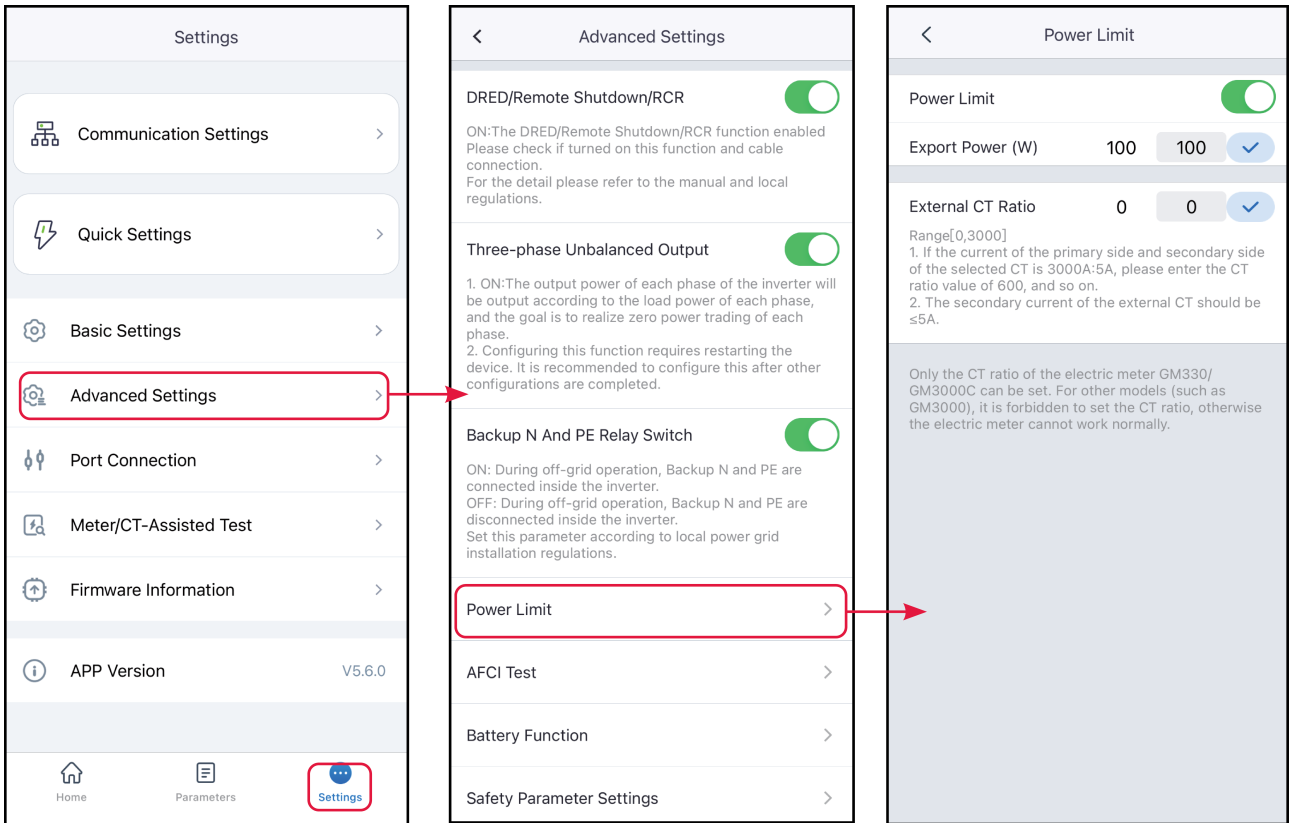 Settings
Communication Settings
Quick Settings
Basic Settings
Advanced Settings
Port Connection
Meter/CT-Assisted Test
Firmware Information
APP Version V5.6.0
Home Parameters Settings
Advanced Settings
DRED/Remote Shutdown/RCR
ON:The DRED/Remote Shutdown/RCR function enabled
Please check if turned on this function and cable
connection.
For the detail please refer to the manual and local
regulations.
Three-phase Unbalanced Output
1. ON:The output power of each phase of the inverter will
be output according to the load power of each phase,
and the goal is to realize zero power trading of each
phase.
2. Configuring this function requires restarting the
device. It is recommended to configure this after other
configurations are completed.
Backup N And PE Relay Switch
ON: During off-grid operation, Backup N and PE are
connected inside the inverter.
OFF: During off-grid operation, Backup N and PE are
disconnected inside the inverter.
Set this parameter according to local power grid
installation regulations.
Power Limit
AFCI Test
Battery Function
Safety Parameter Settings
Power Limit
Power Limit
Export Power (W) 100 100
External CT Ratio 0 0
Range[0,3000]
1. If the current of the primary side and secondary side
of the selected CT is 3000A:5A, please enter the CT
ratio value of 600, and so on.
2. The secondary current of the external CT should be
≤5A.
Only the CT ratio of the electric meter GM330/
GM3000C can be set. For other models (such as
GM3000), it is forbidden to set the CT ratio, otherwise
the electric meter cannot work normally.